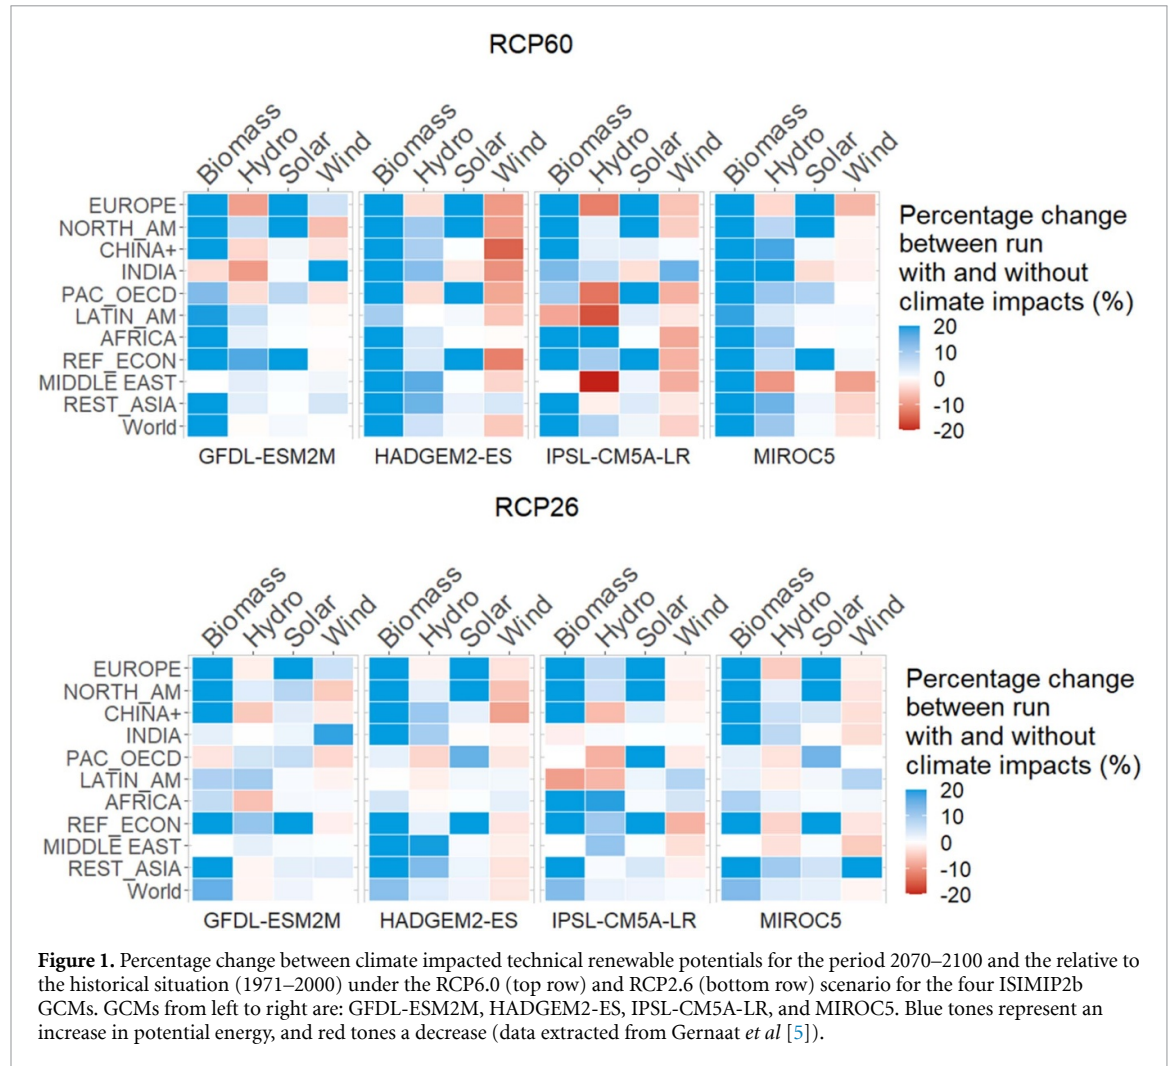 RCP60
Biomass Hydro Solar Wind Biomass Hydro Solar Wind Biomass Hydro Solar Wind Biomass Hydro Solar Wind
EUROPE
NORTH_AM
CHINA+
INDIA
PAC_OECD
LATIN_AM
AFRICA
REF_ECON
MIDDLE EAST
REST_ASIA
World
GFDL-ESM2M HADGEM2-ES IPSL-CM5A-LR MIROC5
Percentage change
between run
with and without
climate impacts (%)
20
10
0
-10
-20
RCP26
Biomass Hydro Solar Wind Biomass Hydro Solar Wind Biomass Hydro Solar Wind Biomass Hydro Solar Wind
EUROPE
NORTH_AM
CHINA+
INDIA
PAC_OECD
LATIN_AM
AFRICA
REF_ECON
MIDDLE EAST
REST_ASIA
World
GFDL-ESM2M HADGEM2-ES IPSL-CM5A-LR MIROC5
Percentage change
between run
with and without
climate impacts (%)
20
10
0
-10
-20
Figure 1. Percentage change between climate impacted technical renewable potentials for the period 2070–2100 and the relative to
the historical situation (1971–2000) under the RCP6.0 (top row) and RCP2.6 (bottom row) scenario for the four ISIMIP2b
GCMs. GCMs from left to right are: GFDL-ESM2M, HADGEM2-ES, IPSL-CM5A-LR, and MIROC5. Blue tones represent an
increase in potential energy, and red tones a decrease (data extracted from Gernaat et al [5]).